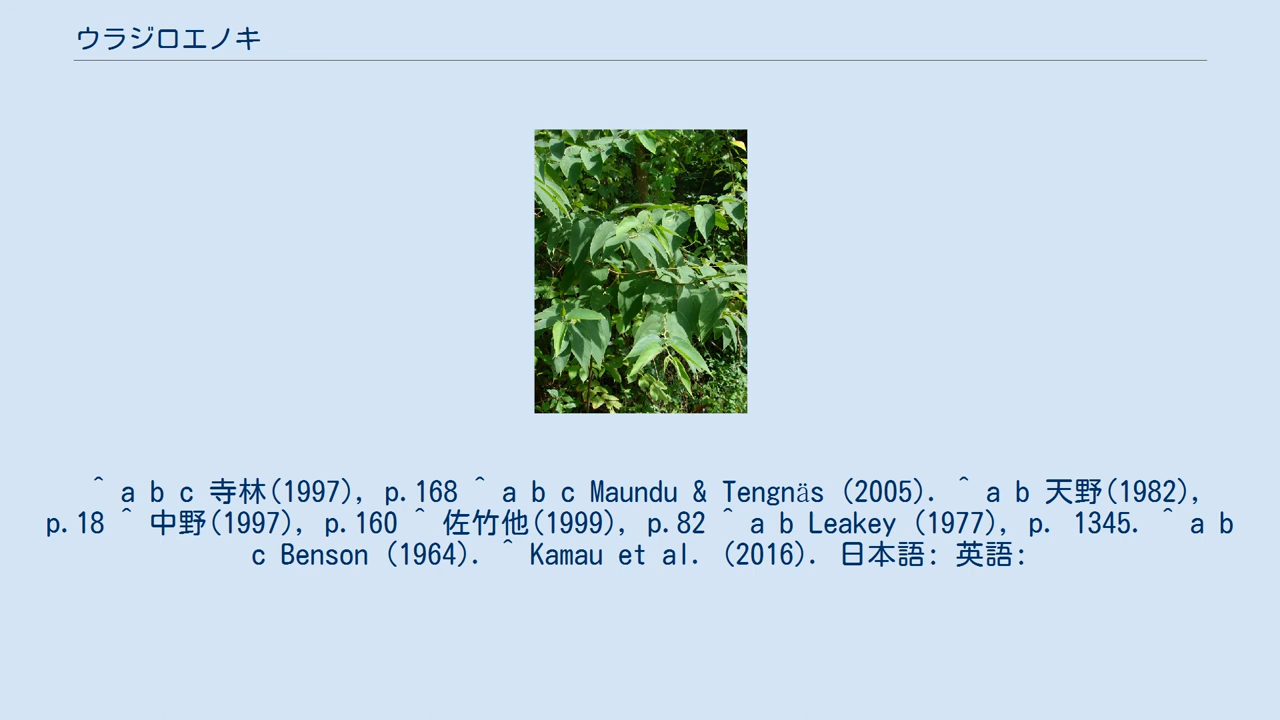 ウラジロエノキ
^ a b c 寺林(1997), p.168 ^ a b c Maundu & Tengnäs (2005). ^ a b 天野(1982),
p.18 ^ 中野(1997), p.160 ^ 佐竹他(1999), p.82 ^ a b Leakey (1977), p. 1345. ^ a b
c Benson (1964). ^ Kamau et al. (2016). 日本語: 英語: